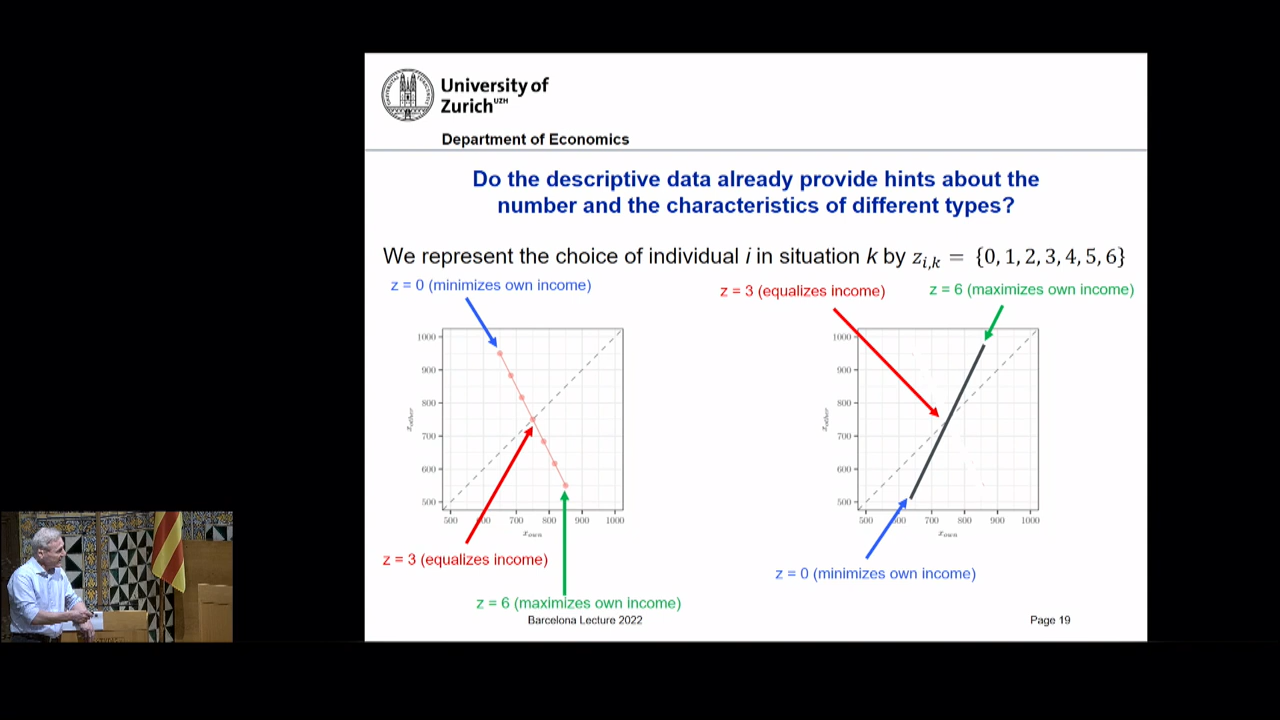 University of
Zurich UZH
Department of Economics
Do the descriptive data already provide hints about the
number and the characteristics of different types?
We represent the choice of individual i in situation k by z_{i,k} = {0, 1, 2, 3, 4, 5, 6}
z = 0 (minimizes own income)
z = 3 (equalizes income)
z = 6 (maximizes own income)
1000
900
800
700
600
500
x_other
500 600 700 800 900 1000
x_own
1000
900
800
700
600
500
x_other
500 600 700 800 900 1000
x_own
z = 3 (equalizes income)
z = 0 (minimizes own income)
z = 6 (maximizes own income)
Barcelona Lecture 2022
Page 19